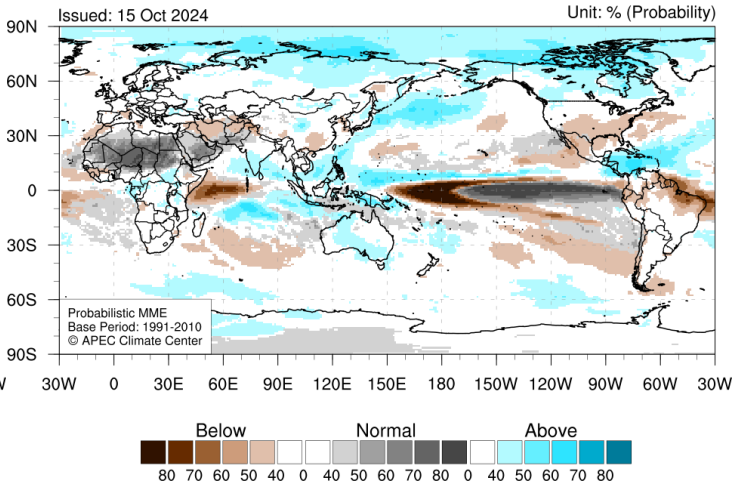 Issued: 15 Oct 2024
Unit: % (Probability)
90N
60N
30N
0
30S
60S
90S
Probabilistic MME
Base Period: 1991-2010
© APEC Climate Center
W 30W 0 30E 60E 90E 120E 150E 180 150W 120W 90W 60W 30W
Below Normal Above
80 70 60 50 40 0 40 50 60 70 80 0 40 50 60 70 80